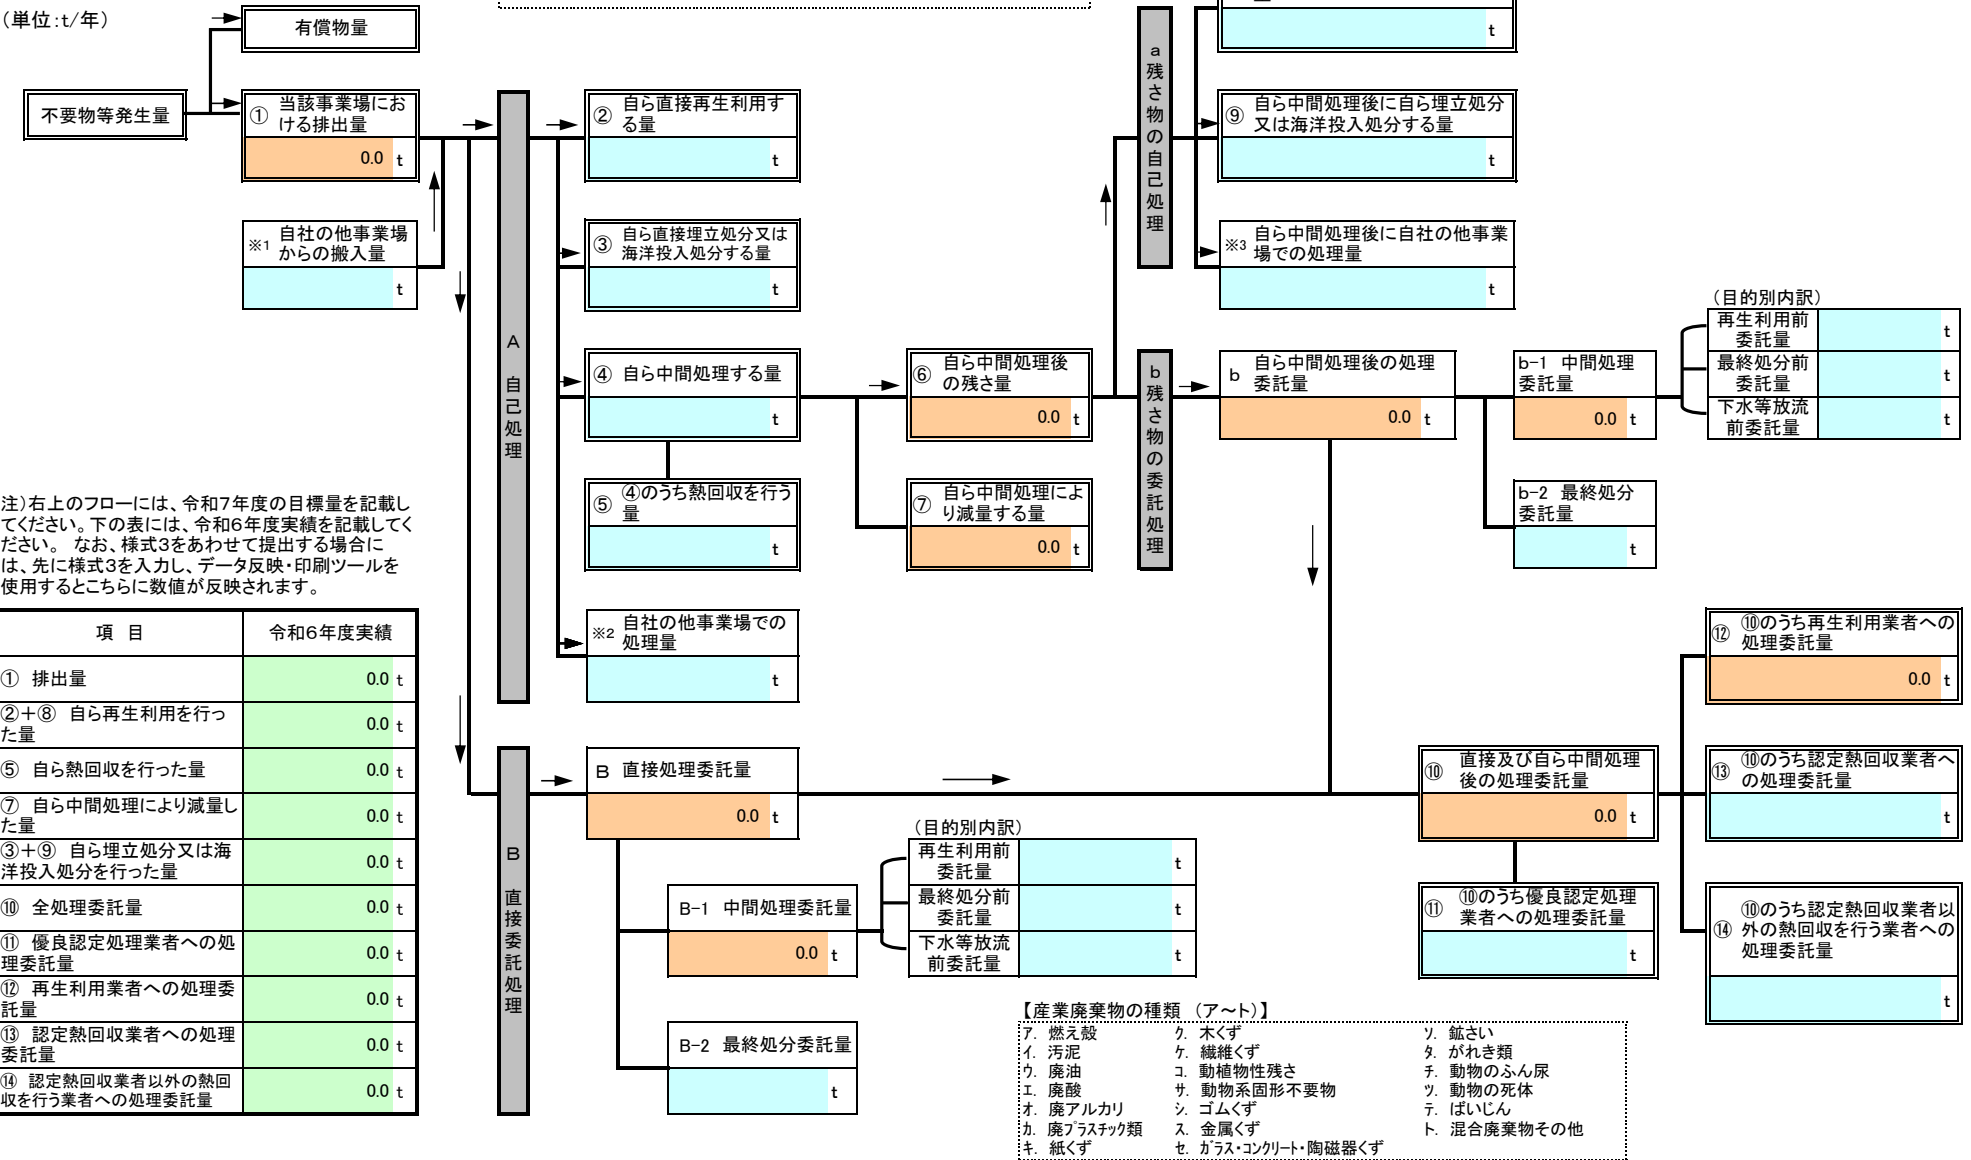 (単位:t/年)
有償物量
不要物等発生量
① 当該事業場にお
ける排出量
0.0 t
※1 自社の他事業場
からの搬入量
t
A 自己処理
② 自ら直接再生利用す
る量
t
③ 自ら直接埋立処分又は
海洋投入処分する量
t
④ 自ら中間処理する量
t
⑤ ④のうち熱回収を行う
量
t
※2 自社の他事業場での
処理量
t
⑥ 自ら中間処理後
の残さ量
0.0 t
⑦ 自ら中間処理によ
り減量する量
0.0 t
a 残さ物の自己処理
t
⑨ 自ら中間処理後に自ら埋立処分
又は海洋投入処分する量
t
※3 自ら中間処理後に自社の他事業
場での処理量
t
b 残さ物の委託処理
b 自ら中間処理後の処理
委託量
0.0 t
b-1 中間処理
委託量
0.0 t
(目的別内訳)
再生利用前
委託量
t
最終処分前
委託量
t
下水等放流
前委託量
t
b-2 最終処分
委託量
t
注)右上のフローには、令和7年度の目標量を記載し
てください。下の表には、令和6年度実績を記載してく
ださい。 なお、様式3をあわせて提出する場合に
は、先に様式3を入力し、データ反映・印刷ツールを
使用するとこちらに数値が反映されます。
項 目 令和6年度実績
① 排出量 0.0 t
②+⑧ 自ら再生利用を行っ
た量 0.0 t
⑤ 自ら熱回収を行った量 0.0 t
⑦ 自ら中間処理により減量し
た量 0.0 t
③+⑨ 自ら埋立処分又は海
洋投入処分を行った量 0.0 t
⑩ 全処理委託量 0.0 t
⑪ 優良認定処理業者への処
理委託量 0.0 t
⑫ 再生利用業者への処理委
託量 0.0 t
⑬ 認定熱回収業者への処理
委託量 0.0 t
⑭ 認定熱回収業者以外の熱回
収を行う業者への処理委託量 0.0 t
B 直接委託処理
B 直接処理委託量
0.0 t
B-1 中間処理委託量
0.0 t
(目的別内訳)
再生利用前
委託量
t
最終処分前
委託量
t
下水等放流
前委託量
t
B-2 最終処分委託量
t
⑩ 直接及び自ら中間処理
後の処理委託量
0.0 t
⑪ ⑩のうち優良認定処理
業者への処理委託量
t
⑫ ⑩のうち再生利用業者への
処理委託量
0.0 t
⑬ ⑩のうち認定熱回収業者へ
の処理委託量
t
⑭ ⑩のうち認定熱回収業者以
外の熱回収を行う業者への
処理委託量
t
【産業廃棄物の種類 (ア~ト)】
ア. 燃え殻 ク. 木くず ソ. 鉱さい
イ. 汚泥 ケ. 繊維くず タ. がれき類
ウ. 廃油 コ. 動植物性残さ チ. 動物のふん尿
エ. 廃酸 サ. 動物系固形不要物 ツ. 動物の死体
オ. 廃アルカリ シ. ゴムくず テ. ばいじん
カ. 廃プラスチック類 ス. 金属くず ト. 混合廃棄物その他
キ. 紙くず セ. ガラス・コンクリート・陶磁器くず